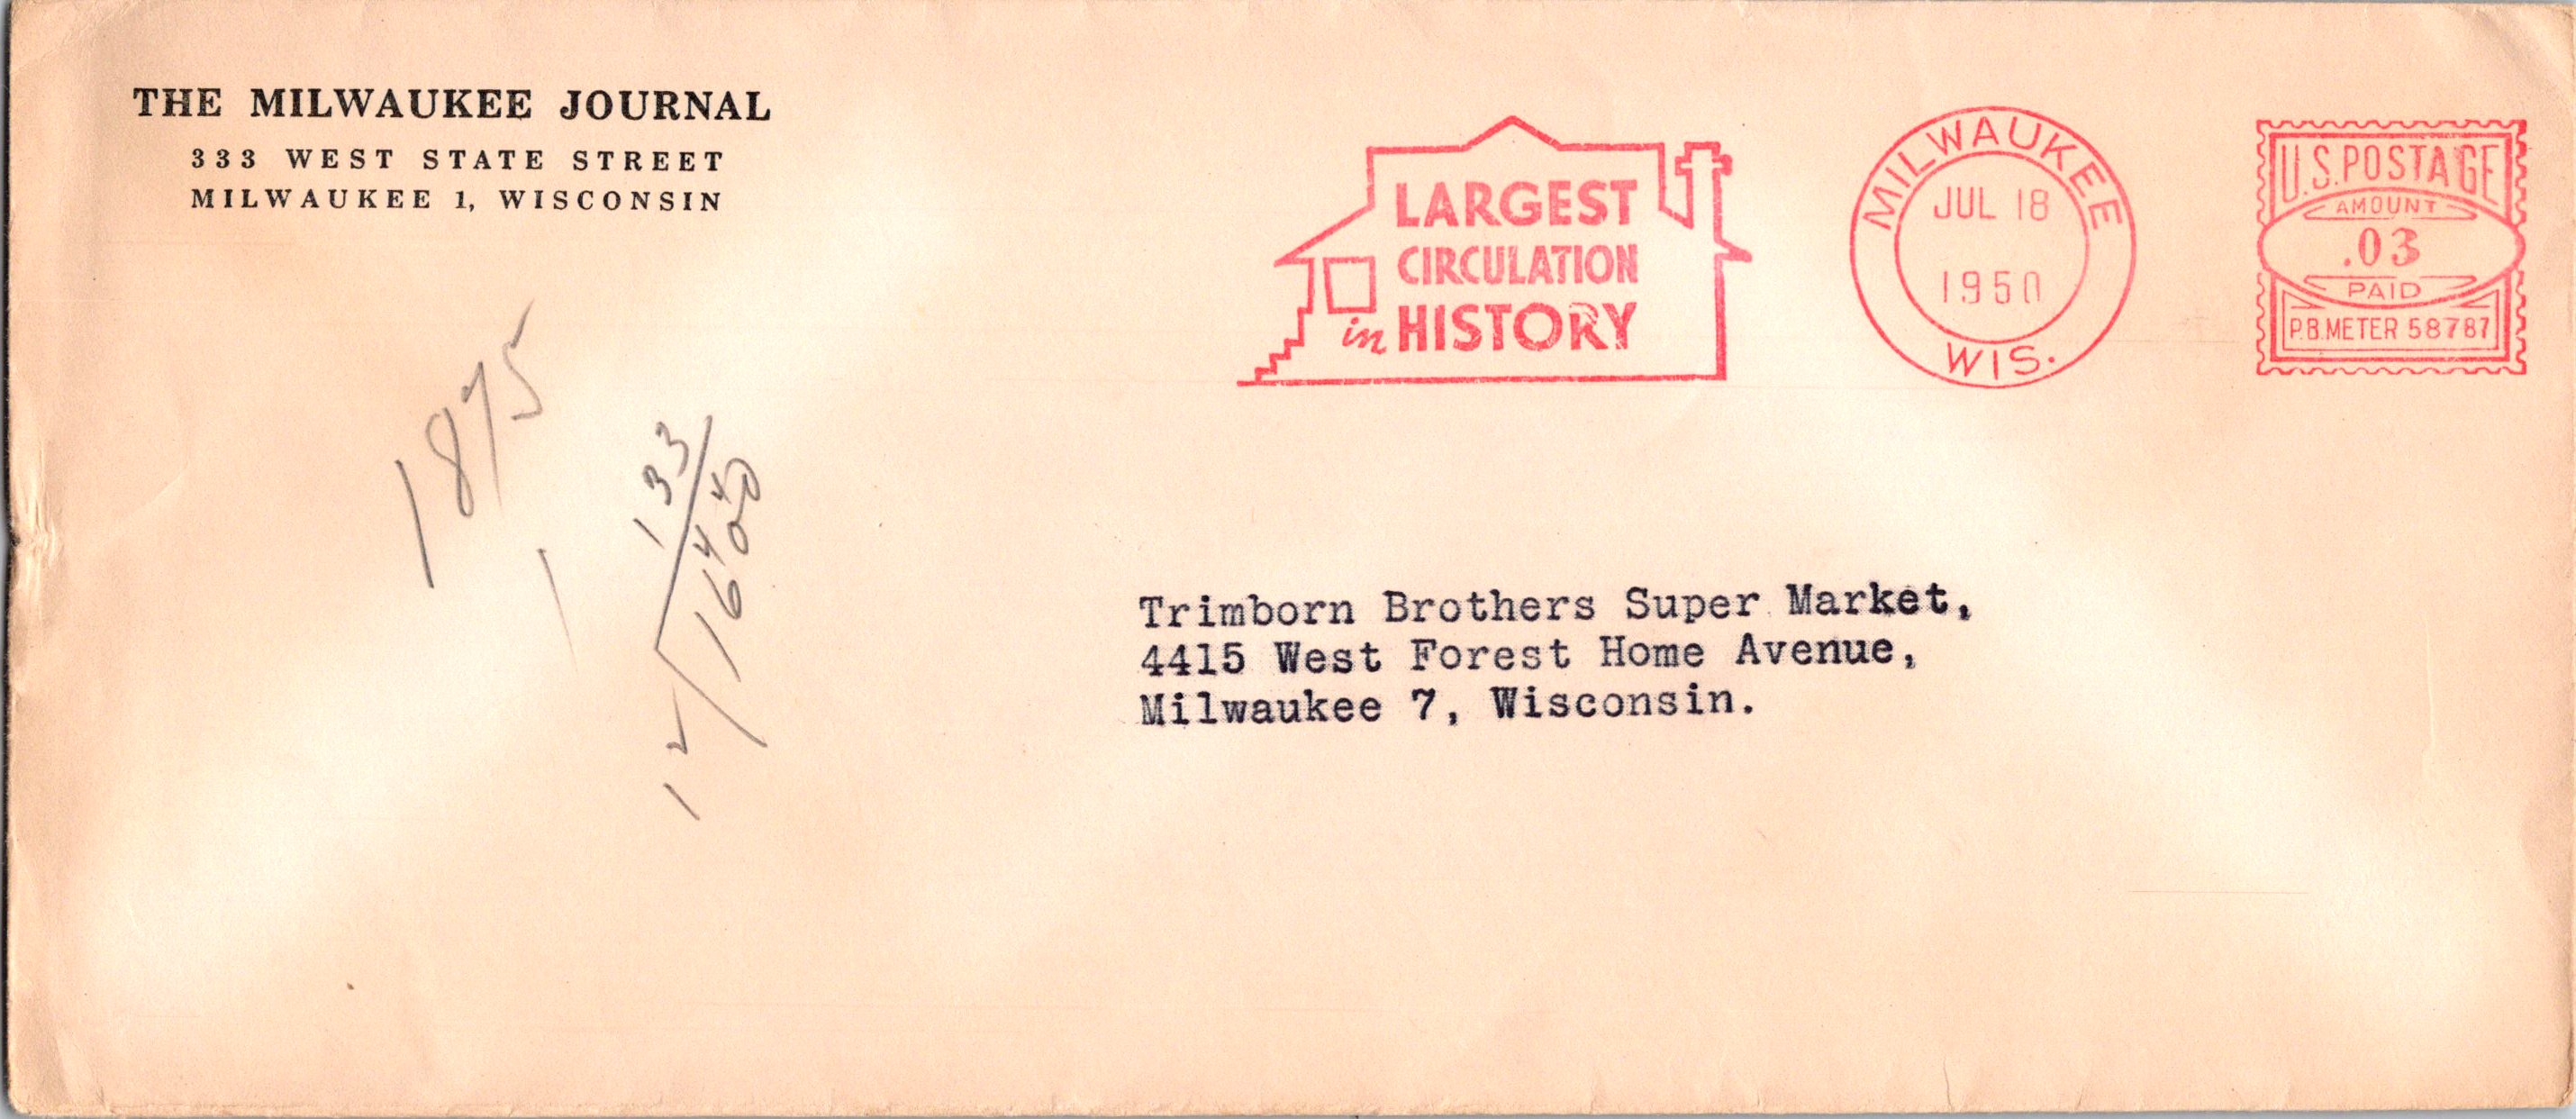 THE MILWAUKEE JOURNAL
333 WEST STATE STREET
MILWAUKEE 1, WISCONSIN
LARGEST
CIRCULATION
in HISTORY
MILWAUKEE
JUL 18
1950
WIS.
U.S. POSTAGE
AMOUNT
.03
PAID
P.B. METER 58787
1875
133
12
Trimborn Brothers Super Market,
4415 West Forest Home Avenue,
Milwaukee 7, Wisconsin.